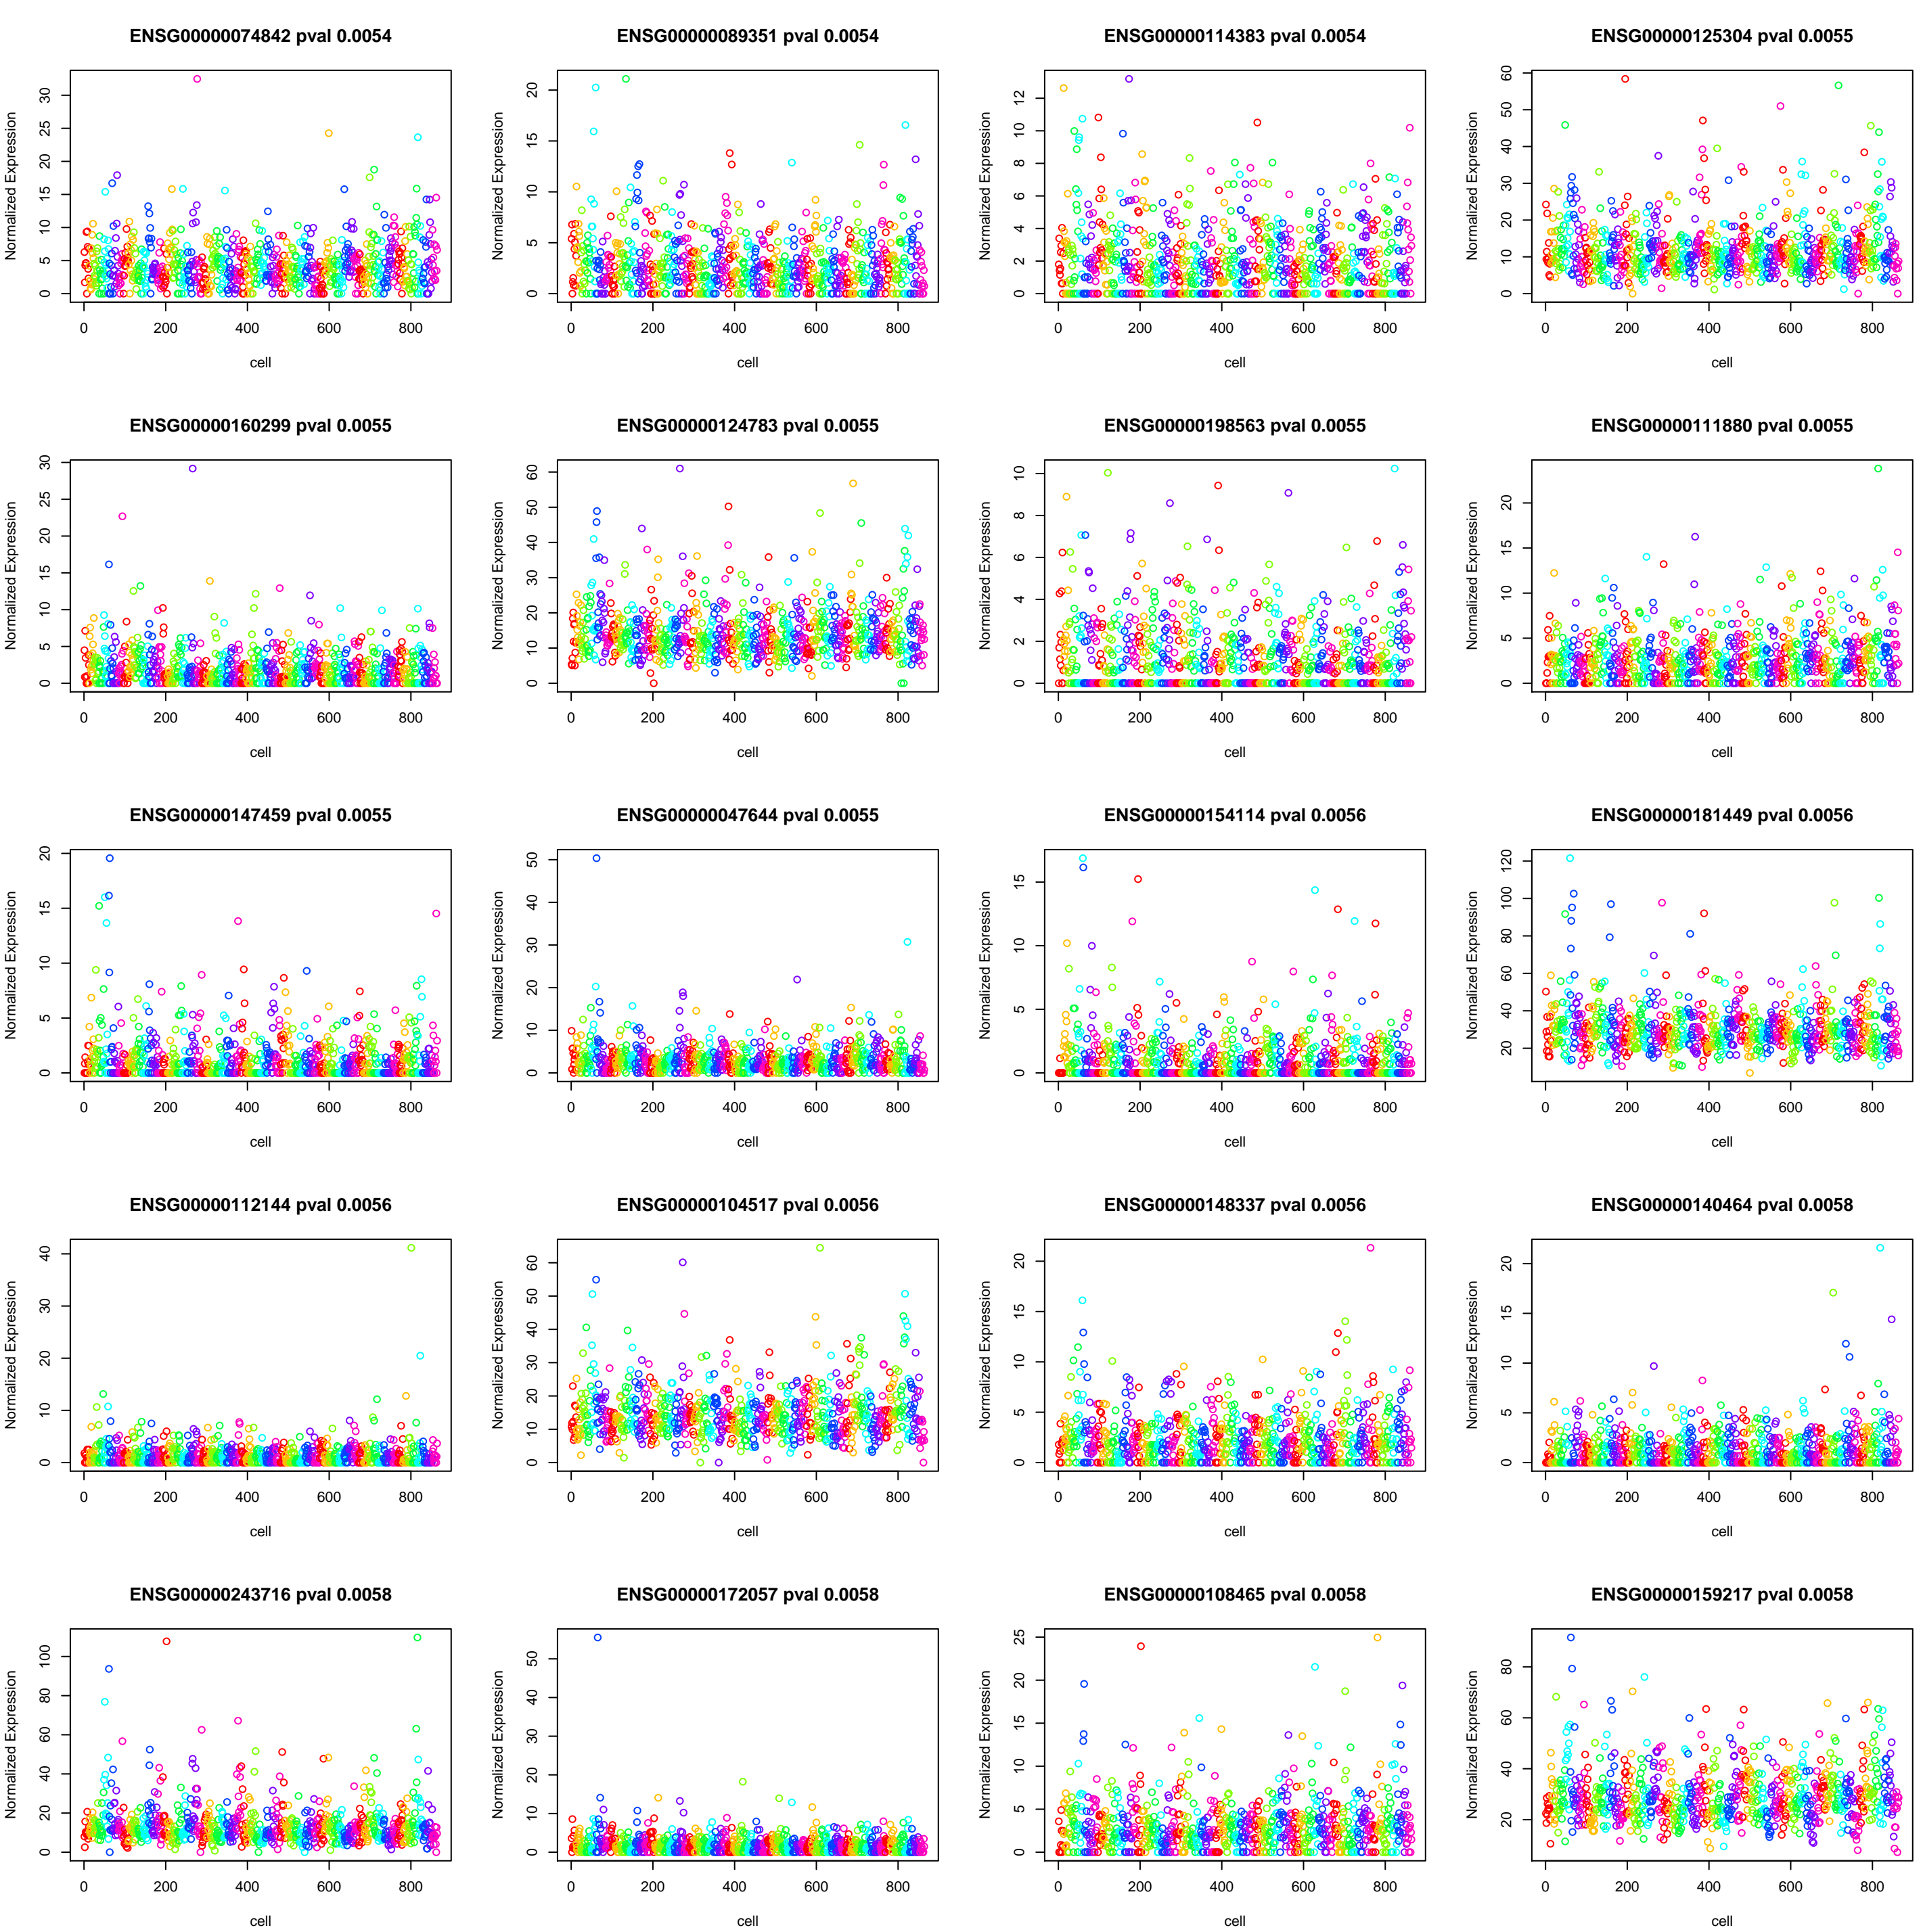 ENSG00000074842 pval 0.0054
Normalized Expression
0 5 10 15 20 25 30
0 200 400 600 800
cell
ENSG00000089351 pval 0.0054
Normalized Expression
0 5 10 15 20
0 200 400 600 800
cell
ENSG00000114383 pval 0.0054
Normalized Expression
0 2 4 6 8 10 12
0 200 400 600 800
cell
ENSG00000125304 pval 0.0055
Normalized Expression
0 10 20 30 40 50 60
0 200 400 600 800
cell
ENSG00000160299 pval 0.0055
Normalized Expression
0 5 10 15 20 25 30
0 200 400 600 800
cell
ENSG00000124783 pval 0.0055
Normalized Expression
0 10 20 30 40 50 60
0 200 400 600 800
cell
ENSG00000198563 pval 0.0055
Normalized Expression
0 2 4 6 8 10
0 200 400 600 800
cell
ENSG00000111880 pval 0.0055
Normalized Expression
0 5 10 15 20
0 200 400 600 800
cell
ENSG00000147459 pval 0.0055
Normalized Expression
0 5 10 15 20
0 200 400 600 800
cell
ENSG00000047644 pval 0.0055
Normalized Expression
0 10 20 30 40 50
0 200 400 600 800
cell
ENSG00000154114 pval 0.0056
Normalized Expression
0 5 10 15
0 200 400 600 800
cell
ENSG00000181449 pval 0.0056
Normalized Expression
20 40 60 80 100 120
0 200 400 600 800
cell
ENSG00000112144 pval 0.0056
Normalized Expression
0 10 20 30 40
0 200 400 600 800
cell
ENSG00000104517 pval 0.0056
Normalized Expression
0 10 20 30 40 50 60
0 200 400 600 800
cell
ENSG00000148337 pval 0.0056
Normalized Expression
0 5 10 15 20
0 200 400 600 800
cell
ENSG00000140464 pval 0.0058
Normalized Expression
0 5 10 15 20
0 200 400 600 800
cell
ENSG00000243716 pval 0.0058
Normalized Expression
0 20 40 60 80 100
0 200 400 600 800
cell
ENSG00000172057 pval 0.0058
Normalized Expression
0 10 20 30 40 50
0 200 400 600 800
cell
ENSG00000108465 pval 0.0058
Normalized Expression
0 5 10 15 20 25
0 200 400 600 800
cell
ENSG00000159217 pval 0.0058
Normalized Expression
20 40 60 80
0 200 400 600 800
cell